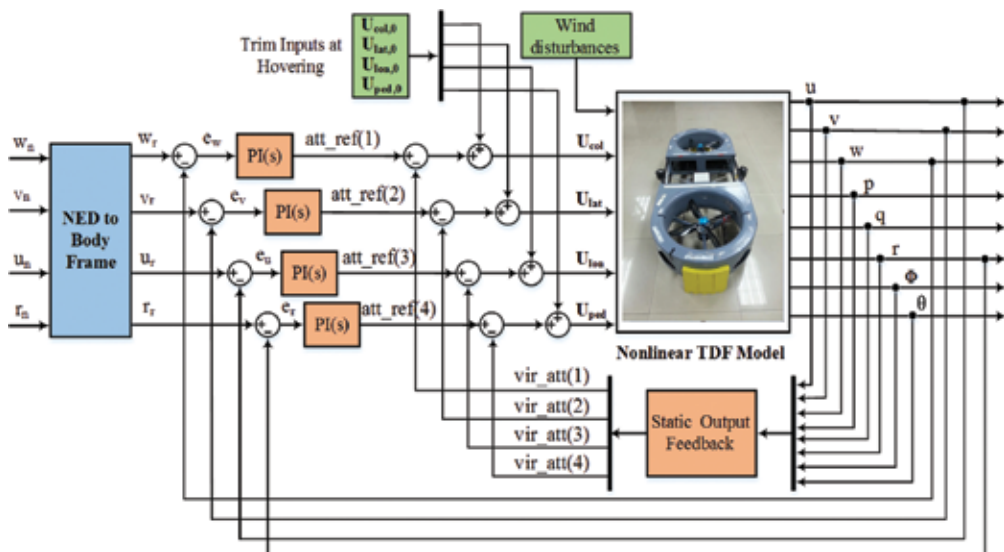 U_col,0
U_lat,0
U_lon,0
U_ped,0
Trim Inputs at
Hovering
Wind
disturbances
w_n
v_n
u_n
r_n
NED to
Body
Frame
w_r
v_r
u_r
r_r
e_w
e_v
e_u
e_r
PI(s)
PI(s)
PI(s)
PI(s)
att_ref(1)
att_ref(2)
att_ref(3)
att_ref(4)
U_col
U_lat
U_lon
U_ped
Nonlinear TDF Model
u
v
w
p
q
r
Φ
θ
vir_att(1)
vir_att(2)
vir_att(3)
vir_att(4)
Static Output
Feedback